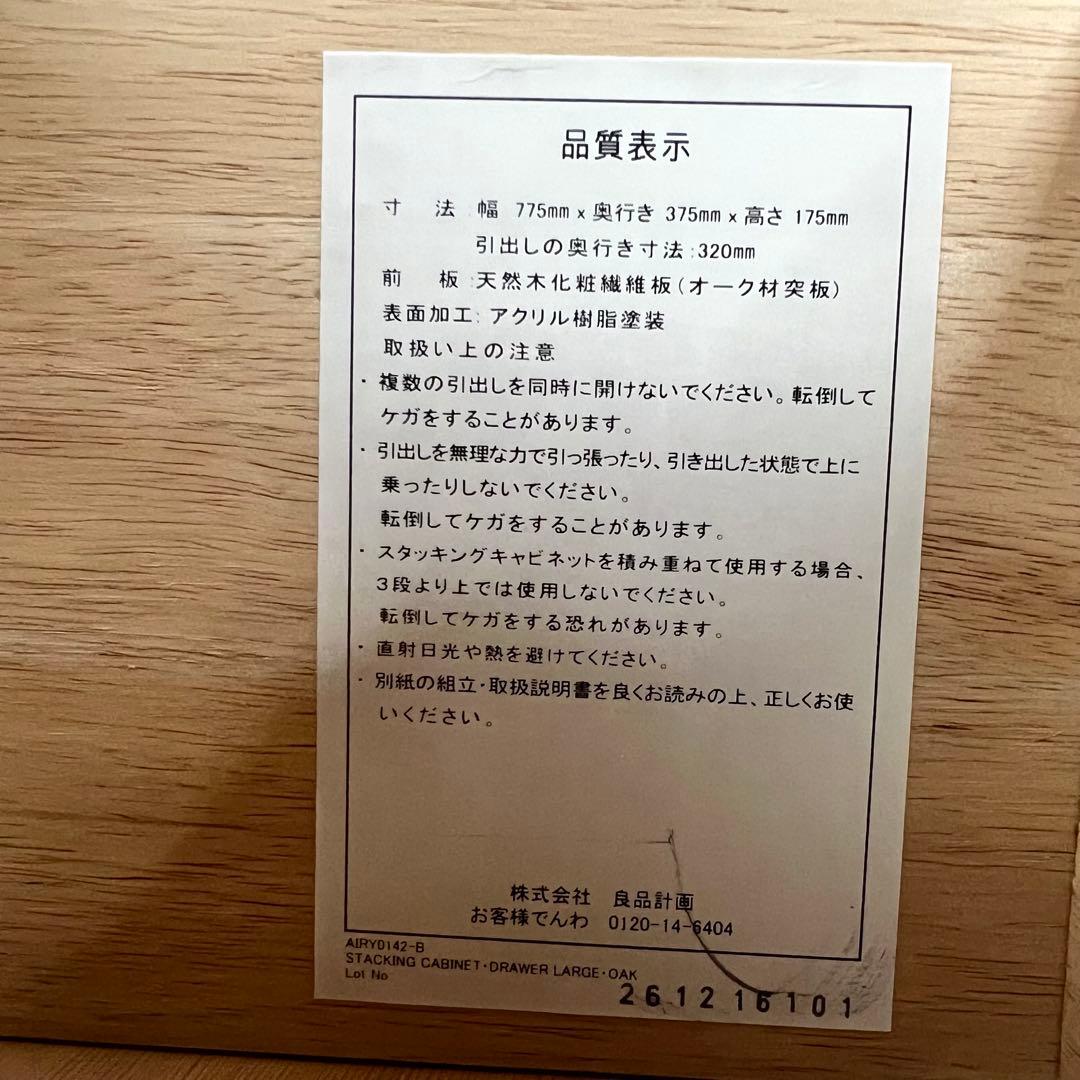 品質表示
寸 法:幅 775mm x 奥行き 375mm x 高さ 175mm
引出しの奥行き寸法:320mm
前 板:天然木化粧繊維板(オーク材突板)
表面加工:アクリル樹脂塗装
取扱い上の注意
・複数の引出しを同時に開けないでください。転倒して
ケガをすることがあります。
・引出しを無理な力で引っ張ったり、引き出した状態で上に
乗ったりしないでください。
転倒してケガをすることがあります。
・スタッキングキャビネットを積み重ねて使用する場合、
3段より上では使用しないでください。
転倒してケガをする恐れがあります。
・直射日光や熱を避けてください。
・別紙の組立・取扱説明書を良くお読みの上、正しくお使
いください。
株式会社 良品計画
お客様でんわ 0120-14-6404
AIRY0142-B
STACKING CABINET・DRAWER LARGE・OAK
Lot No
261216101